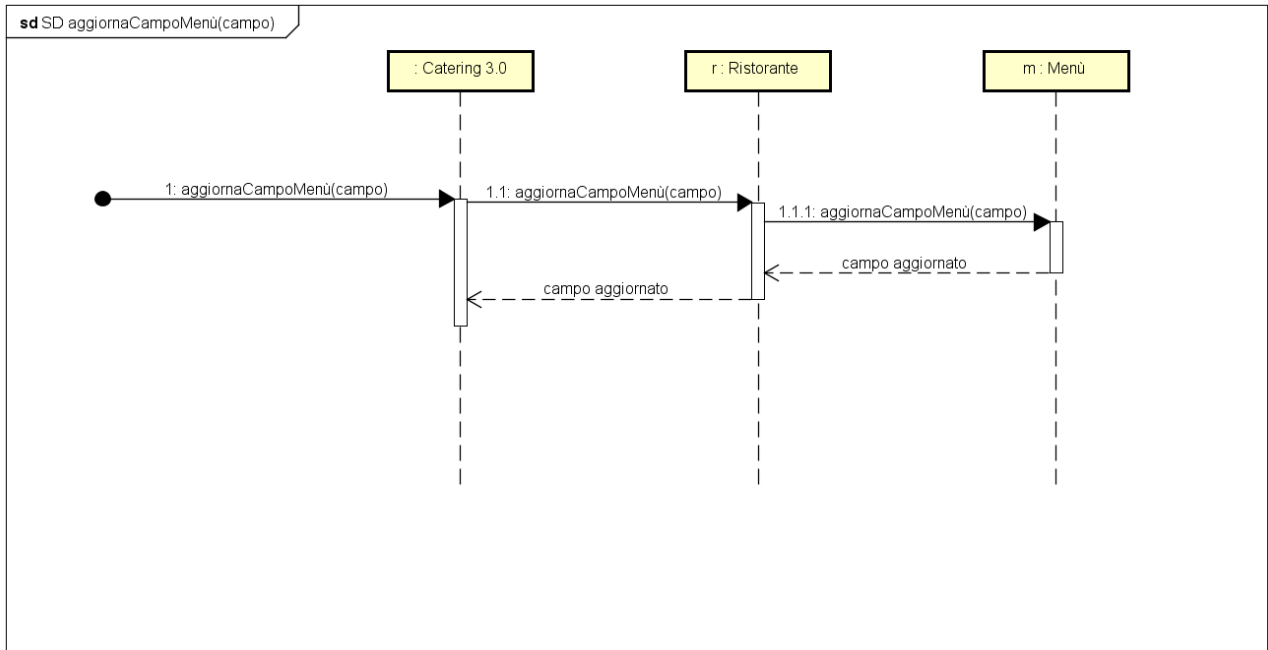 sd SD aggiornaCampoMenù(campo)
: Catering 3.0
r : Ristorante
m : Menù
1: aggiornaCampoMenù(campo)
1.1: aggiornaCampoMenù(campo)
1.1.1: aggiornaCampoMenù(campo)
campo aggiornato
campo aggiornato